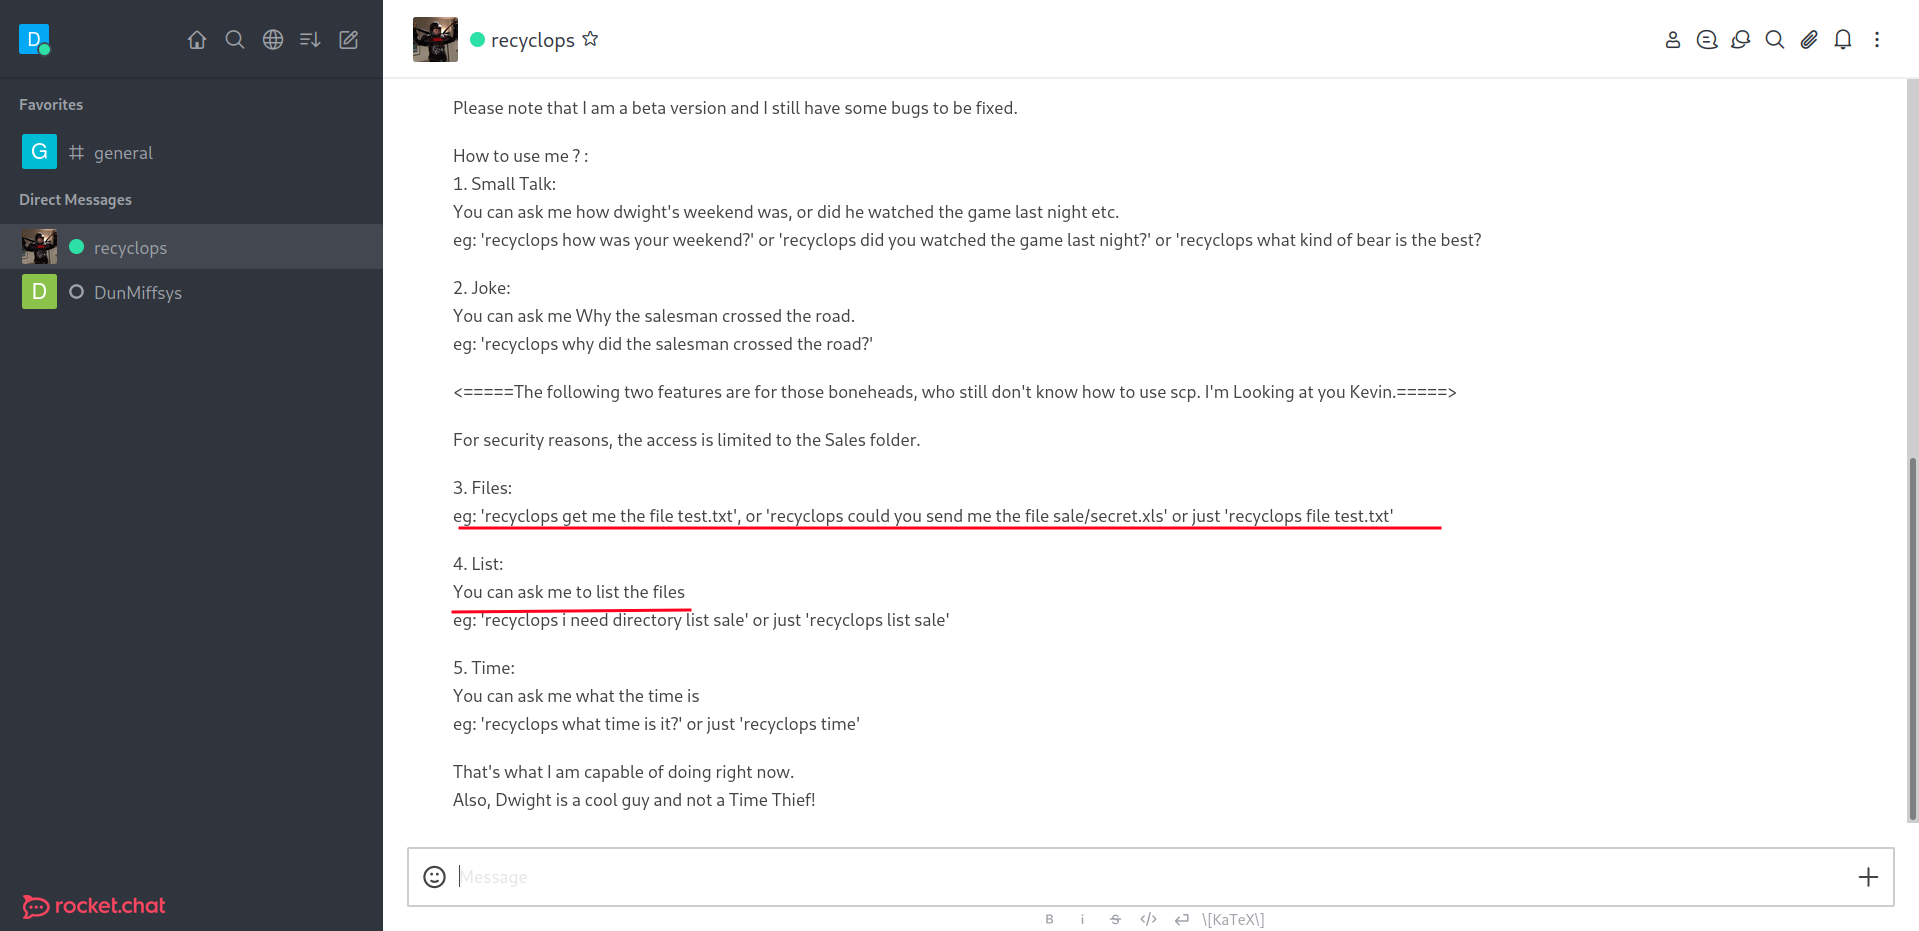 D
Favorites
G # general
Direct Messages
recyclops
D DunMiffsys
rocket.chat
recyclops
Please note that I am a beta version and I still have some bugs to be fixed.
How to use me ? :
1. Small Talk:
You can ask me how dwight's weekend was, or did he watched the game last night etc.
eg: 'recyclops how was your weekend?' or 'recyclops did you watched the game last night?' or 'recyclops what kind of bear is the best?
2. Joke:
You can ask me Why the salesman crossed the road.
eg: 'recyclops why did the salesman crossed the road?'
<=====The following two features are for those boneheads, who still don't know how to use scp. I'm Looking at you Kevin.=====>
For security reasons, the access is limited to the Sales folder.
3. Files:
eg: 'recyclops get me the file test.txt', or 'recyclops could you send me the file sale/secret.xls' or just 'recyclops file test.txt'
4. List:
You can ask me to list the files
eg: 'recyclops i need directory list sale' or just 'recyclops list sale'
5. Time:
You can ask me what the time is
eg: 'recyclops what time is it?' or just 'recyclops time'
That's what I am capable of doing right now.
Also, Dwight is a cool guy and not a Time Thief!
Message
B i S </> \[KaTeX\]